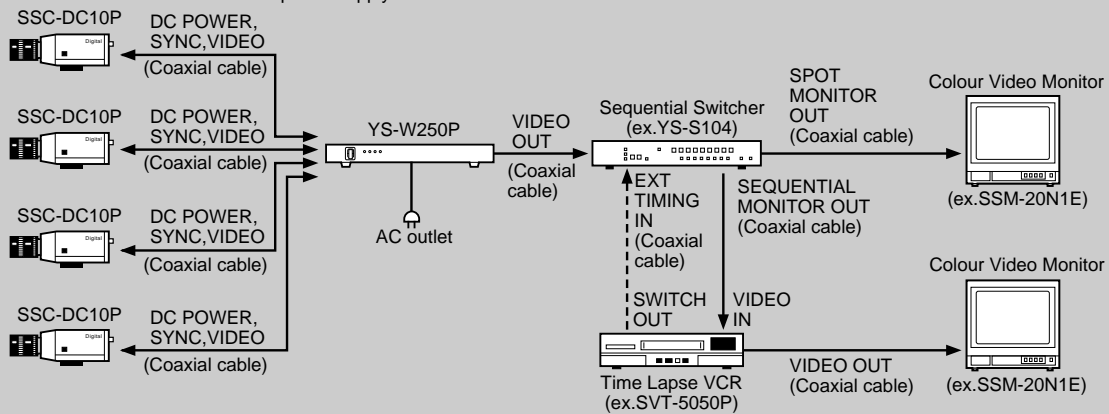 SSC-DC10P
DC POWER,
SYNC,VIDEO
(Coaxial cable)
Digital
SSC-DC10P
DC POWER,
SYNC,VIDEO
(Coaxial cable)
Digital
SSC-DC10P
DC POWER,
SYNC,VIDEO
(Coaxial cable)
Digital
SSC-DC10P
DC POWER,
SYNC,VIDEO
(Coaxial cable)
Digital
YS-W250P
AC outlet
VIDEO
OUT
(Coaxial
cable)
Sequential Switcher
(ex.YS-S104)
SPOT
MONITOR
OUT
(Coaxial cable)
Colour Video Monitor
(ex.SSM-20N1E)
EXT
TIMING
IN
(Coaxial
cable)
SEQUENTIAL
MONITOR OUT
(Coaxial cable)
SWITCH
OUT
VIDEO
IN
Time Lapse VCR
(ex.SVT-5050P)
VIDEO OUT
(Coaxial cable)
Colour Video Monitor
(ex.SSM-20N1E)